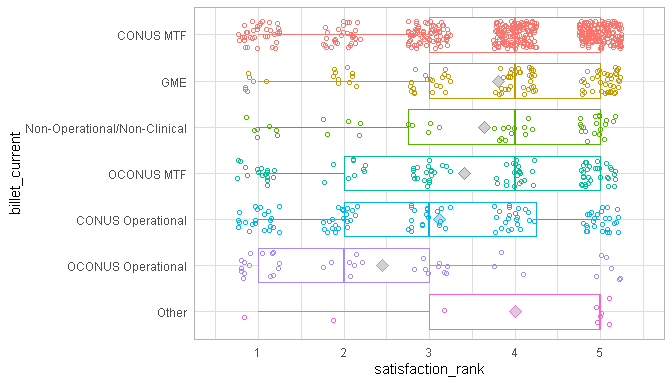 billet_current
CONUS MTF
GME
Non-Operational/Non-Clinical
OCONUS MTF
CONUS Operational
OCONUS Operational
Other
1 2 3 4 5
satisfaction_rank